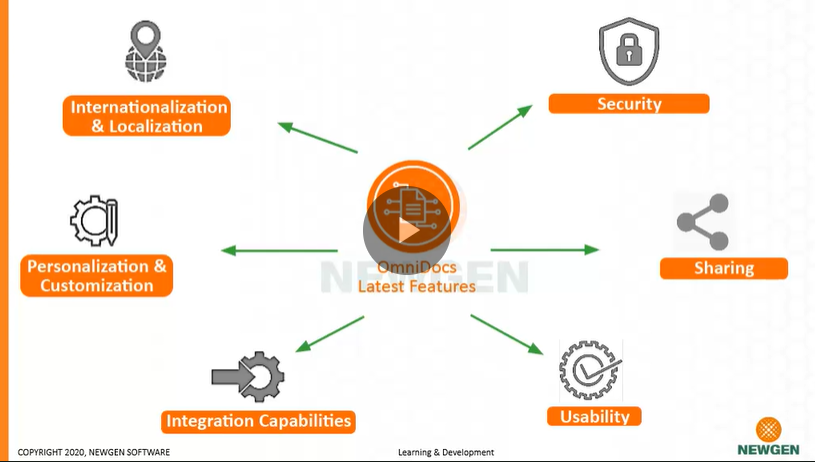 Internationalization
& Localization
Security
Personalization &
Customization
NEWGEN
OmniDocs
Latest Features
Sharing
Integration Capabilities
Usability
COPYRIGHT 2020, NEWGEN SOFTWARE
Learning & Development
NEWGEN